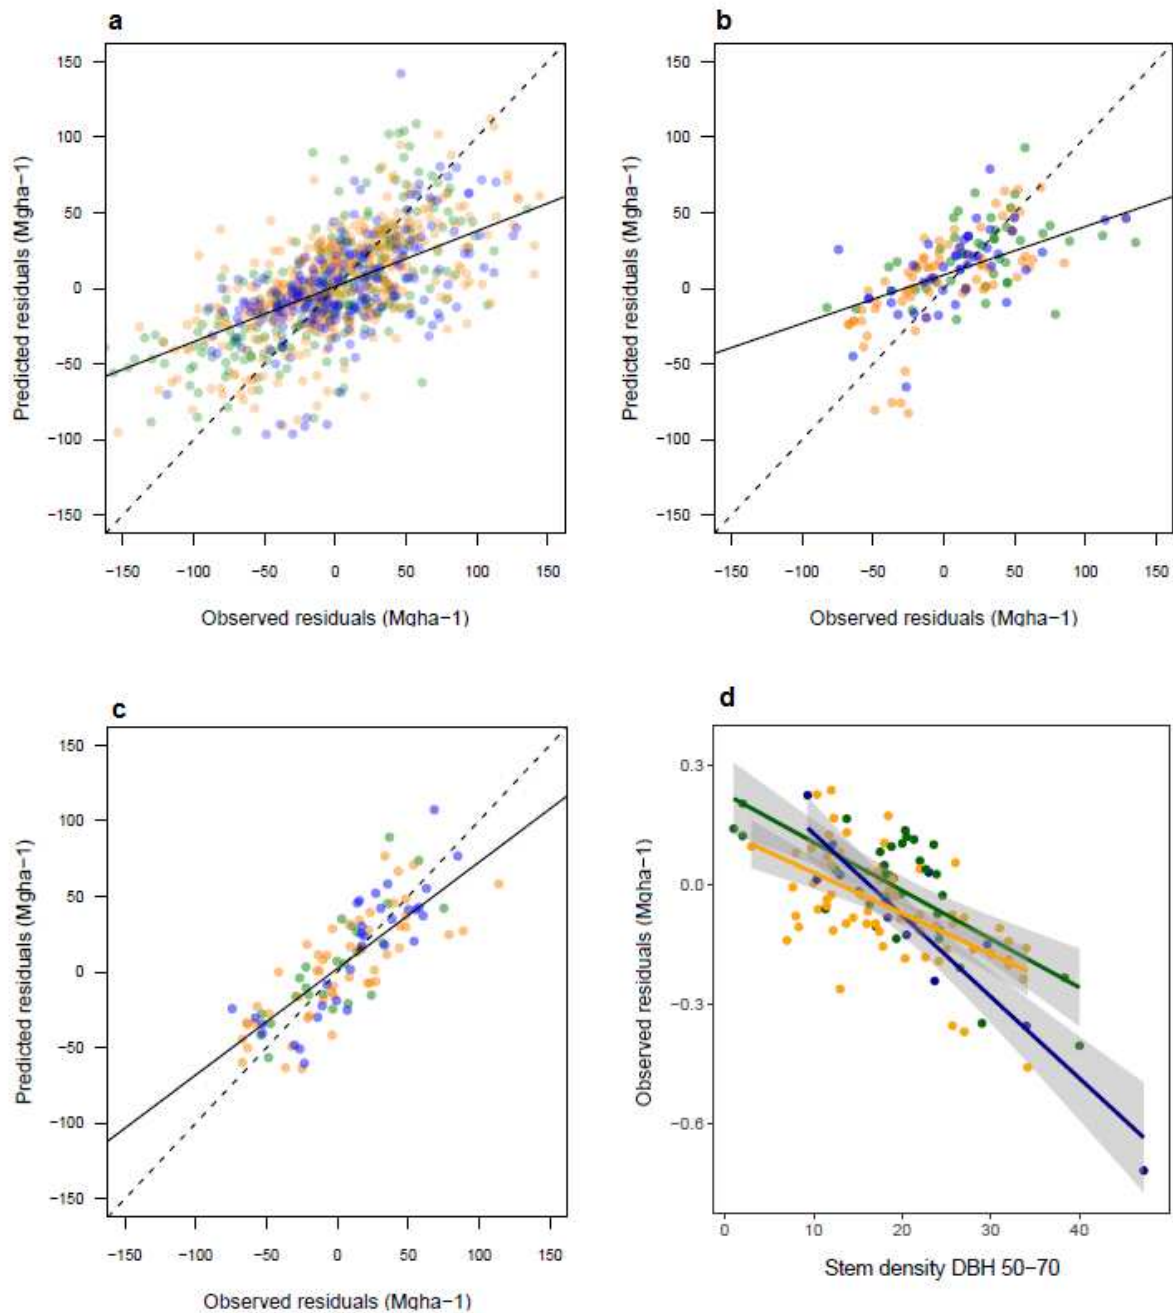 a
150
100
50
0
−50
−100
−150
Predicted residuals (Mgha−1)
−150 −100 −50 0 50 100 150
Observed residuals (Mgha−1)
b
150
100
50
0
−50
−100
−150
Predicted residuals (Mgha−1)
−150 −100 −50 0 50 100 150
Observed residuals (Mgha−1)
c
150
100
50
0
−50
−100
−150
Predicted residuals (Mgha−1)
−150 −100 −50 0 50 100 150
Observed residuals (Mgha−1)
d
0.3
0.0
−0.3
−0.6
Observed residuals (Mgha−1)
0 10 20 30 40
Stem density DBH 50−70